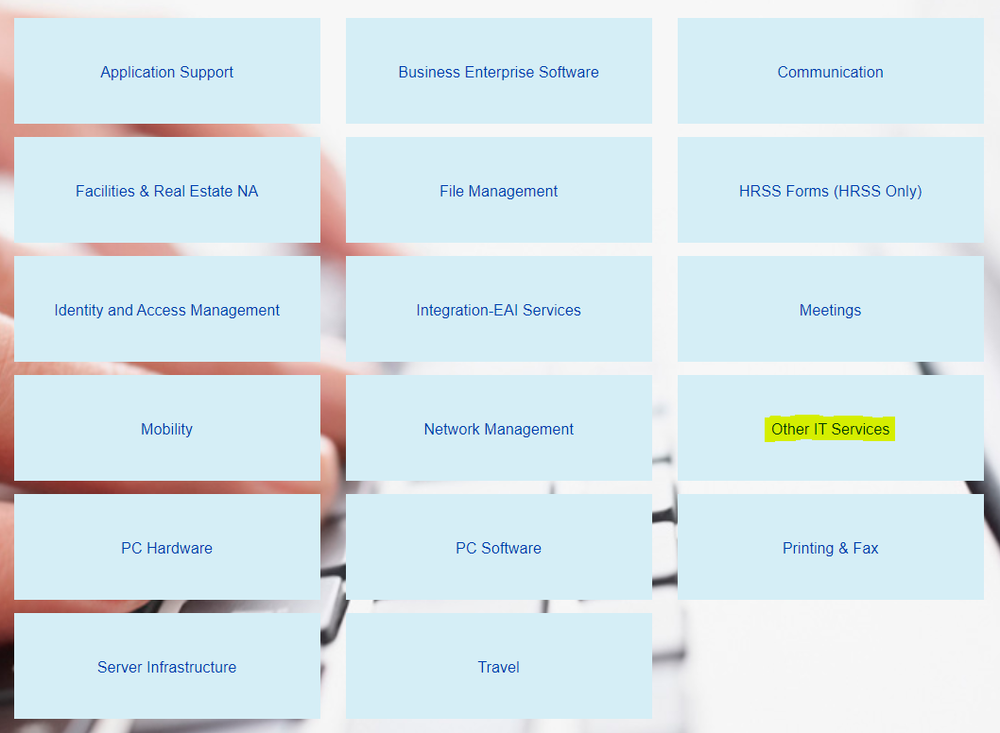 Application Support
Business Enterprise Software
Communication
Facilities & Real Estate NA
File Management
HRSS Forms (HRSS Only)
Identity and Access Management
Integration-EAI Services
Meetings
Mobility
Network Management
Other IT Services
PC Hardware
PC Software
Printing & Fax
Server Infrastructure
Travel